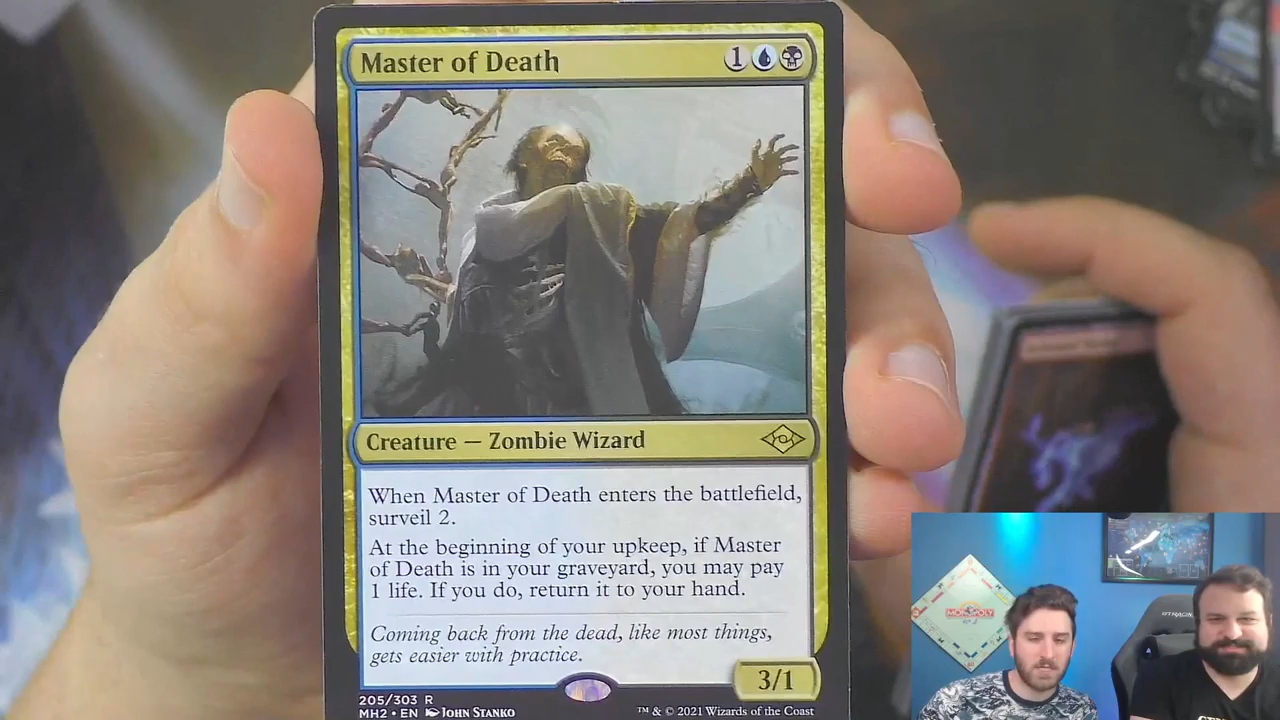 Master of Death
1
Creature — Zombie Wizard
When Master of Death enters the battlefield,
surveil 2.
At the beginning of your upkeep, if Master
of Death is in your graveyard, you may pay
1 life. If you do, return it to your hand.
Coming back from the dead, like most things,
gets easier with practice.
3/1
205/303 R
MH2 • EN John Stanko
™ & © 2021 Wizards of the Coast
MONOPOLY
GTRACING